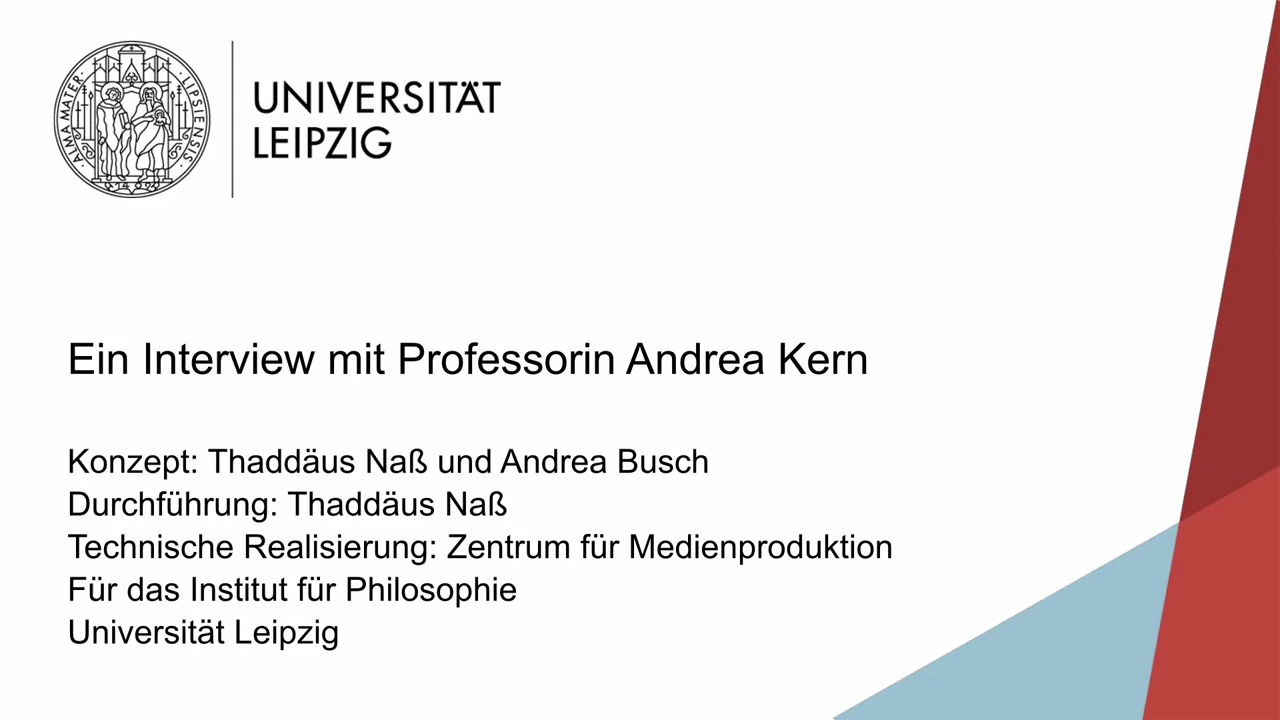 ALMA MATER
LIPSIENSIS
1409
UNIVERSITÄT
LEIPZIG
Ein Interview mit Professorin Andrea Kern
Konzept: Thaddäus Naß und Andrea Busch
Durchführung: Thaddäus Naß
Technische Realisierung: Zentrum für Medienproduktion
Für das Institut für Philosophie
Universität Leipzig